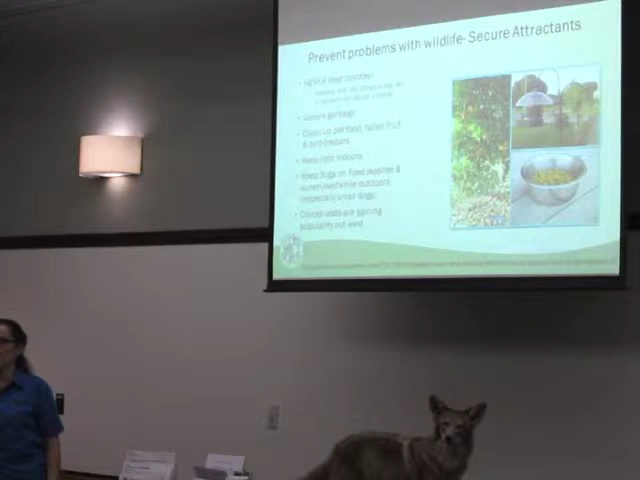 Prevent problems with wildlife- Secure Attractants
NEVER feed coyotes!
Secure garbage
Clean up pet food, fallen fruit
& bird feeders
Keep cats indoors
Keep dogs on fixed leashes &
supervised while outdoors
(especially small dogs)
Coyote vests are gaining
popularity out west